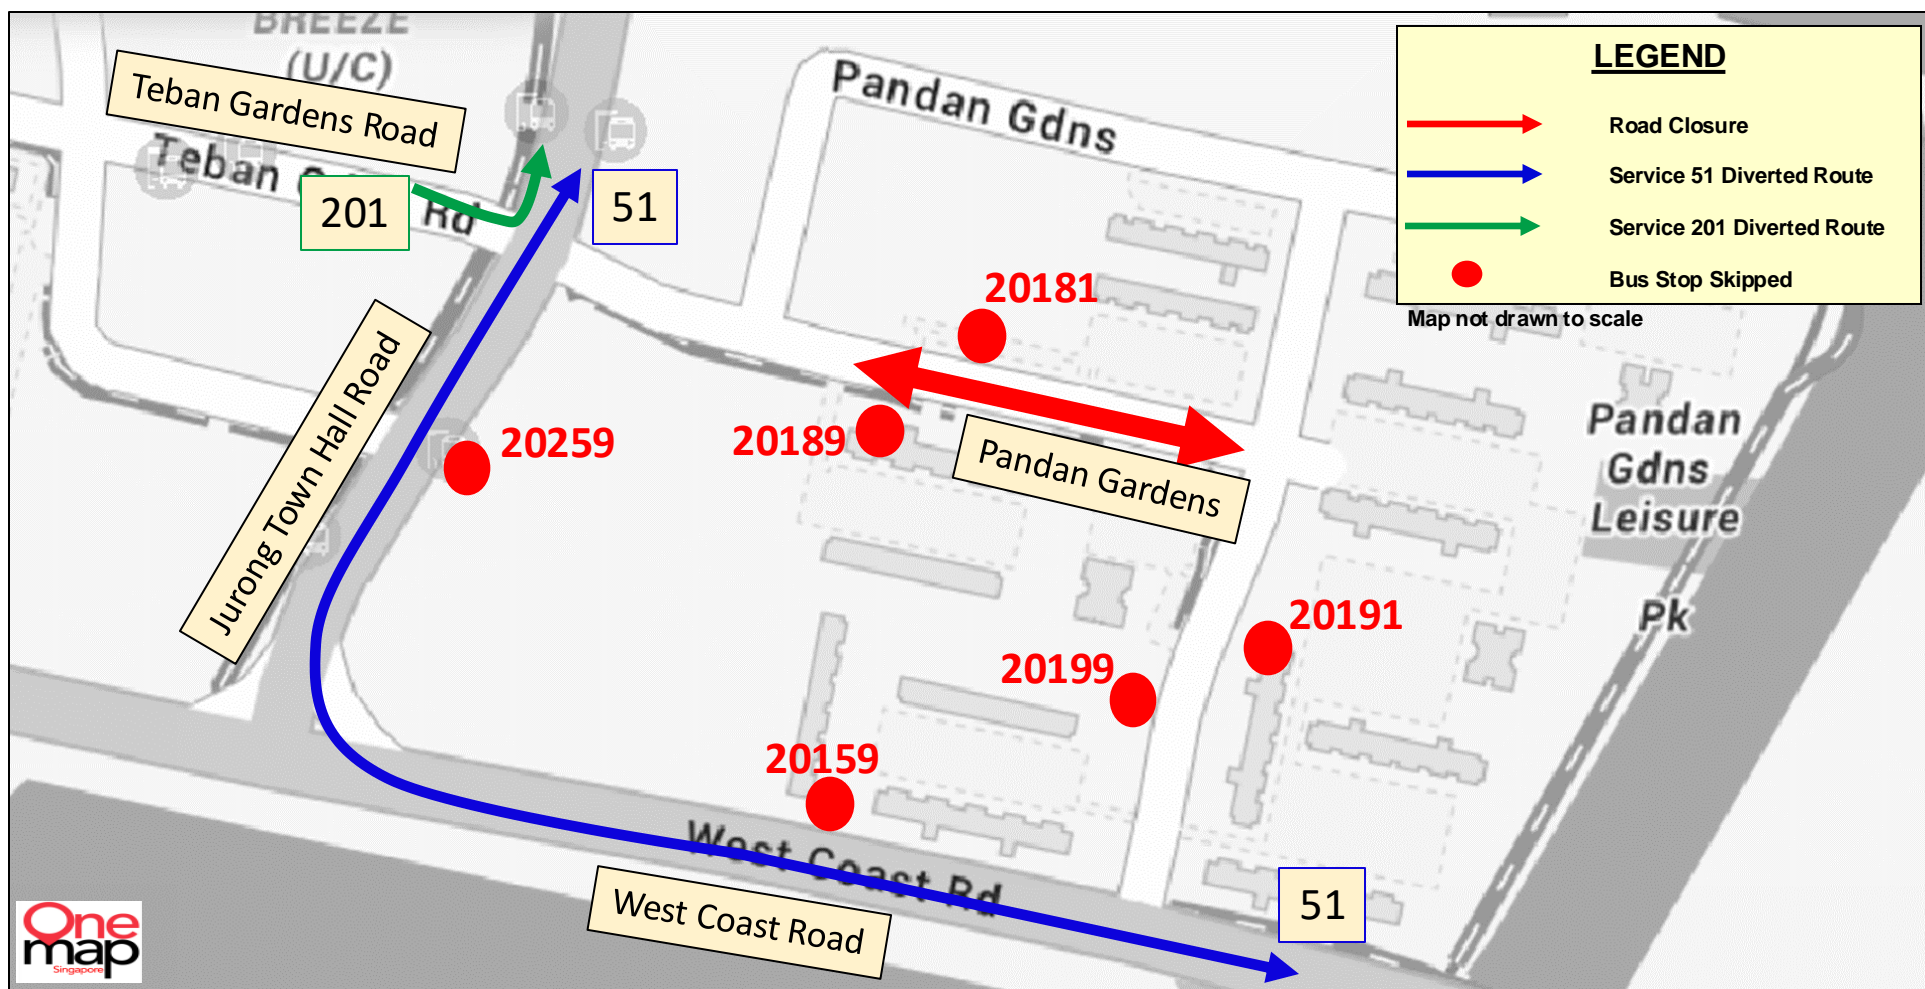 BREEZE
(U/C)
Teban Gardens Road
Teban
Rd
201
51
Pandan Gdns
LEGEND
Road Closure
Service 51 Diverted Route
Service 201 Diverted Route
Bus Stop Skipped
Map not drawn to scale
20181
Jurong Town Hall Road
20259
20189
Pandan Gardens
Pandan
Gdns
Leisure
Pk
20191
20199
20159
West Coast Rd
West Coast Road
51
One
map
Singapore